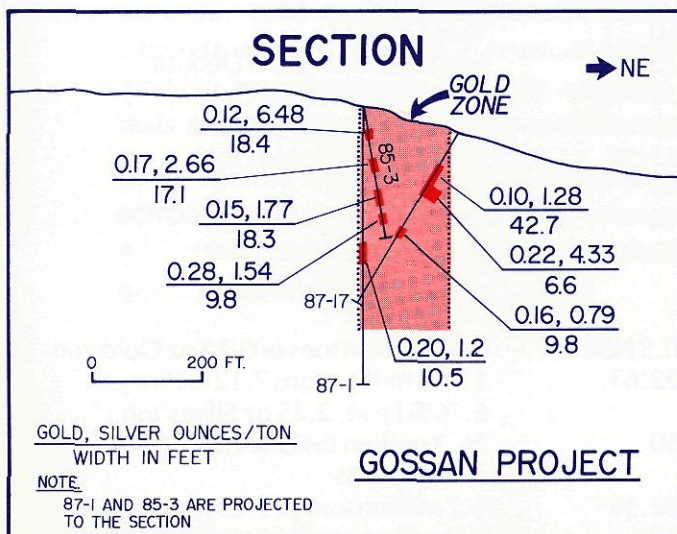 SECTION
NE
GOLD
ZONE
0.12, 6.48
18.4
85-3
0.17, 2.66
17.1
0.15, 1.77
18.3
0.28, 1.54
9.8
0.10, 1.28
42.7
0.22, 4.33
6.6
0.16, 0.79
9.8
87-17
0.20, 1.2
10.5
87-1
0 200 FT.
GOLD, SILVER OUNCES/TON
WIDTH IN FEET
GOSSAN PROJECT
NOTE.
87-1 AND 85-3 ARE PROJECTED
TO THE SECTION